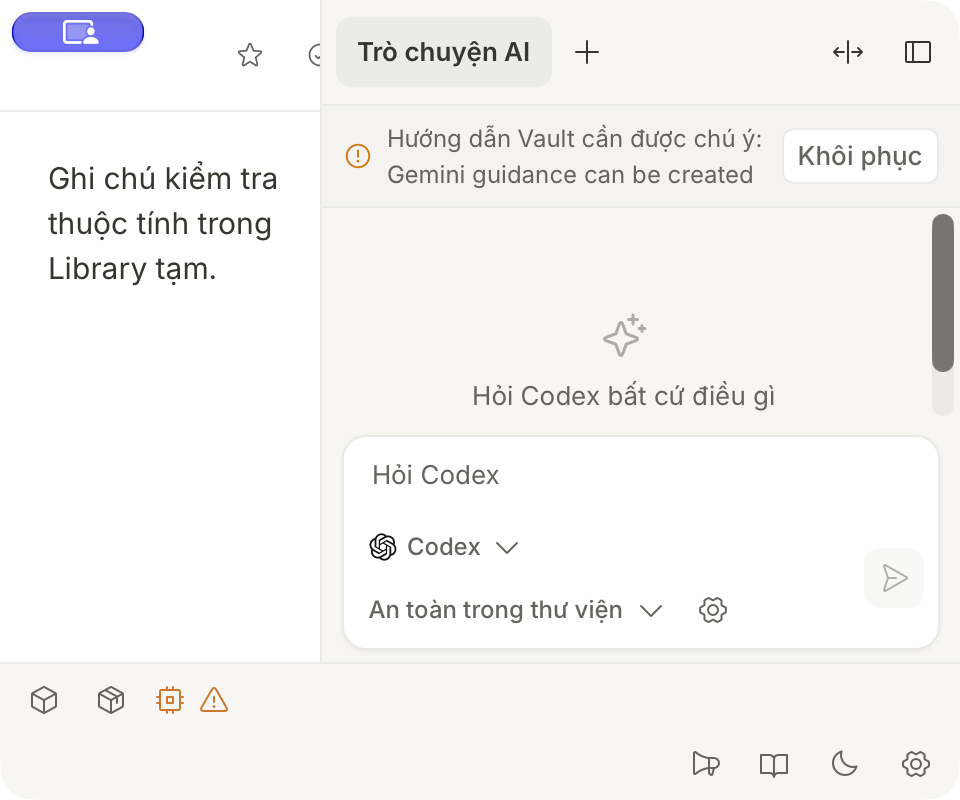 Trò chuyện AI
Ghi chú kiểm tra
thuộc tính trong
Library tạm.
Hướng dẫn Vault cần được chú ý:
Gemini guidance can be created
Khôi phục
Hỏi Codex bất cứ điều gì
Hỏi Codex
Codex
An toàn trong thư viện